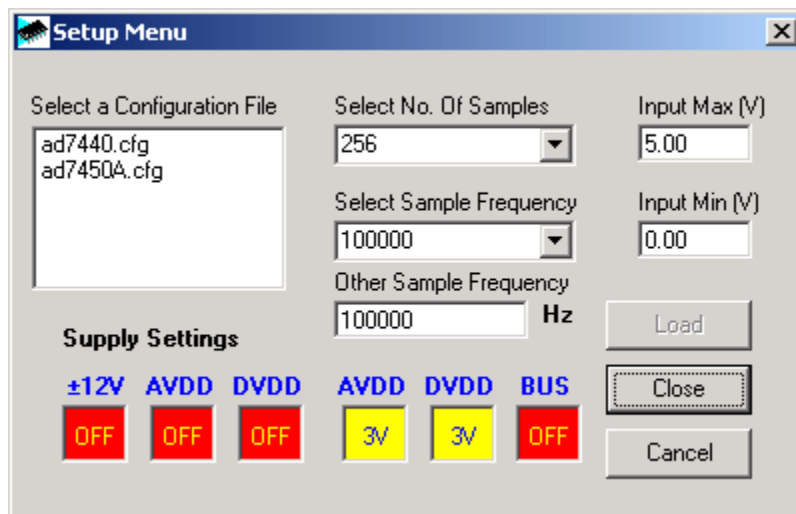 Setup Menu
Select a Configuration File
ad7440.cfg
ad7450A.cfg
Select No. Of Samples
256
Input Max (V)
5.00
Select Sample Frequency
100000
Input Min (V)
0.00
Other Sample Frequency
100000 Hz
Load
Supply Settings
±12V AVDD DVDD AVDD DVDD BUS
OFF OFF OFF 3V 3V OFF
Close
Cancel